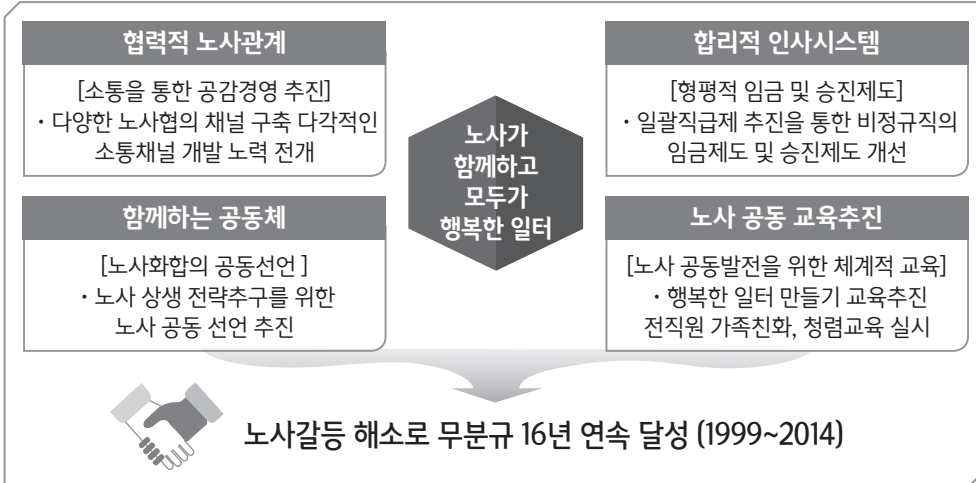 협력적 노사관계
[소통을 통한 공감경영 추진]
· 다양한 노사협의 채널 구축 다각적인
소통채널 개발 노력 전개
합리적 인사시스템
[형평적 임금 및 승진제도]
· 일괄직급제 추진을 통한 비정규직의
임금제도 및 승진제도 개선
노사가
함께하고
모두가
행복한 일터
함께하는 공동체
[노사화합의 공동선언 ]
· 노사 상생 전략추구를 위한
노사 공동 선언 추진
노사 공동 교육추진
[노사 공동발전을 위한 체계적 교육]
· 행복한 일터 만들기 교육추진
전직원 가족친화, 청렴교육 실시
노사갈등 해소로 무분규 16년 연속 달성 (1999~2014)